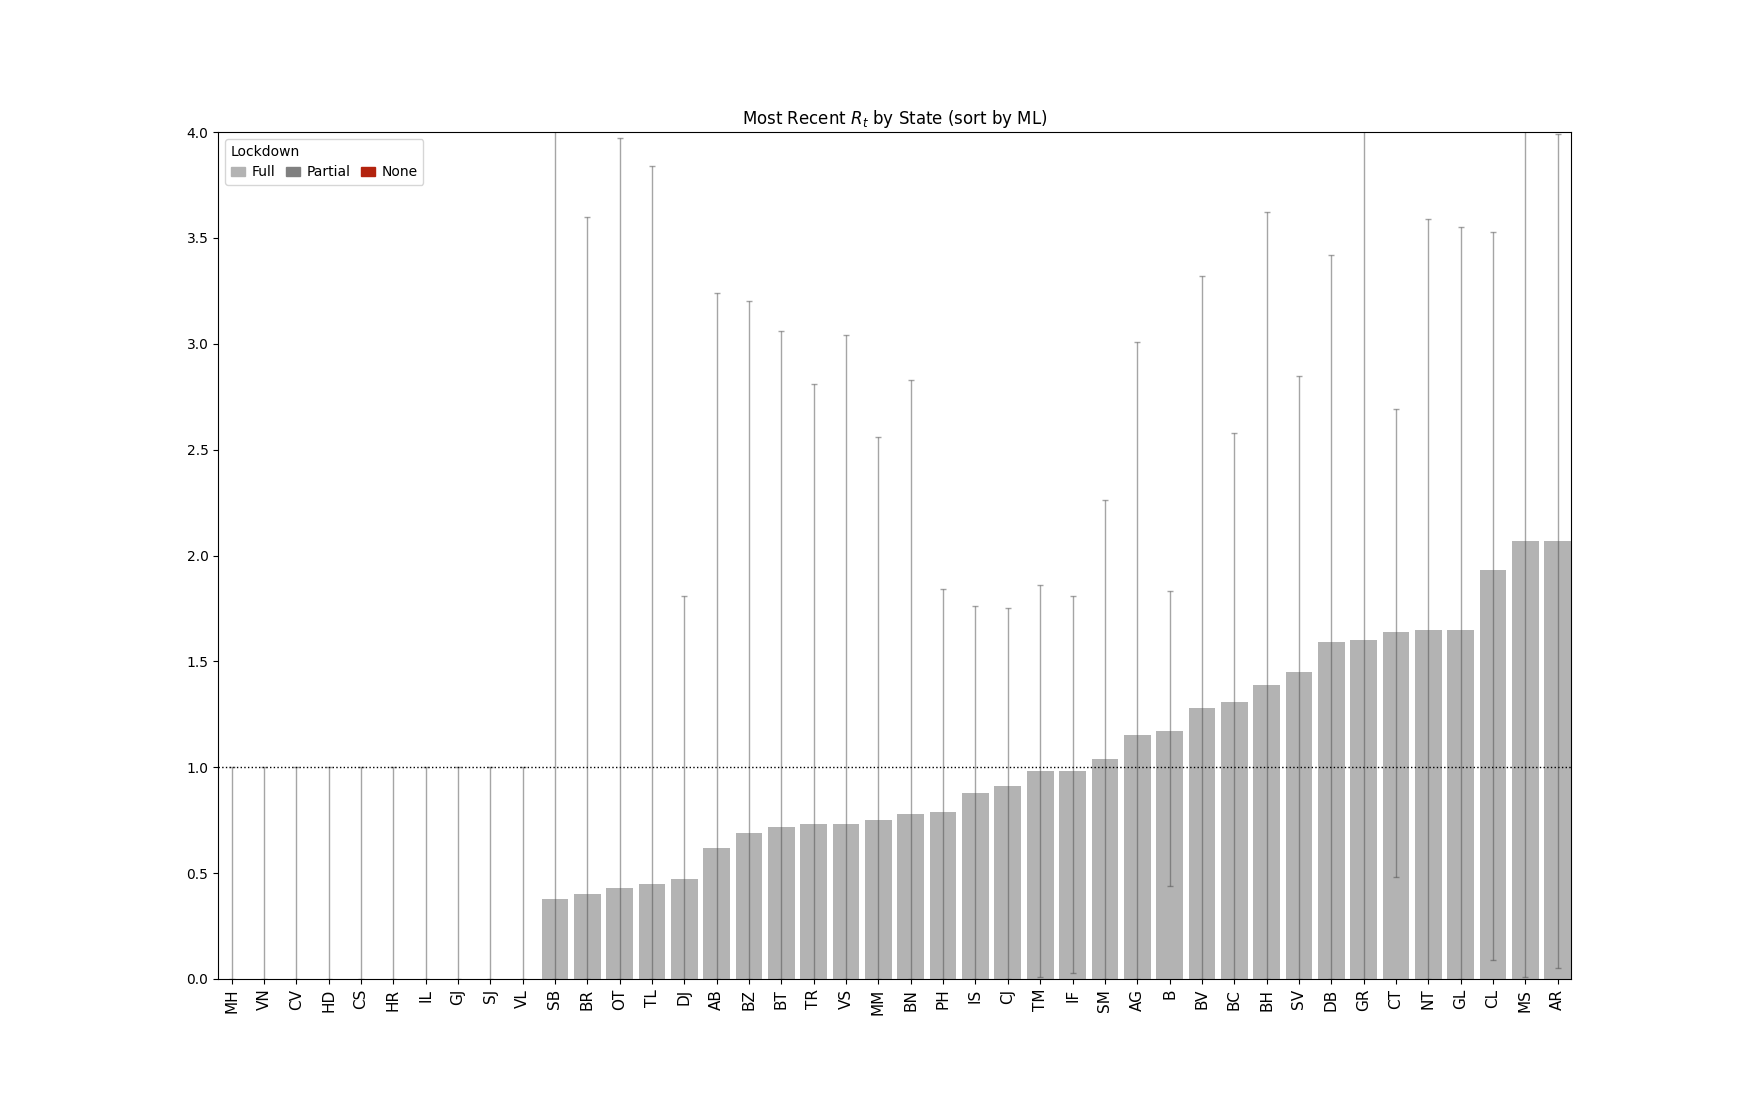 Most Recent Rt by State (sort by ML)
Lockdown
Full Partial None
4.0
3.5
3.0
2.5
2.0
1.5
1.0
0.5
0.0
MH VN CV HD CS HR IL GJ SJ VL SB BR OT TL DJ AB BZ BT TR VS MM BN PH IS CJ TM IF SM AG B BV BC BH SV DB GR CT NT GL CL MS AR